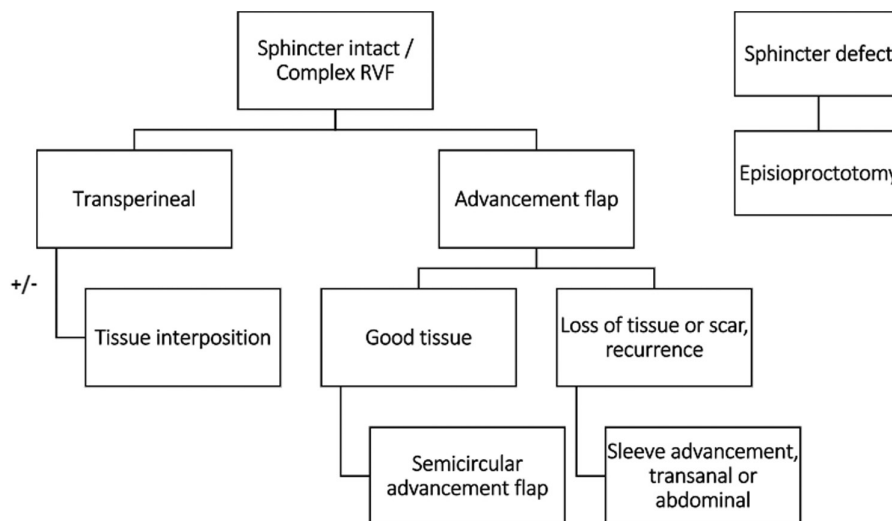 Sphincter intact /
Complex RVF
Sphincter defect
Transperineal
Advancement flap
Episioproctotomy
+/-
Tissue interposition
Good tissue
Loss of tissue or scar,
recurrence
Semicircular
advancement flap
Sleeve advancement,
transanal or
abdominal